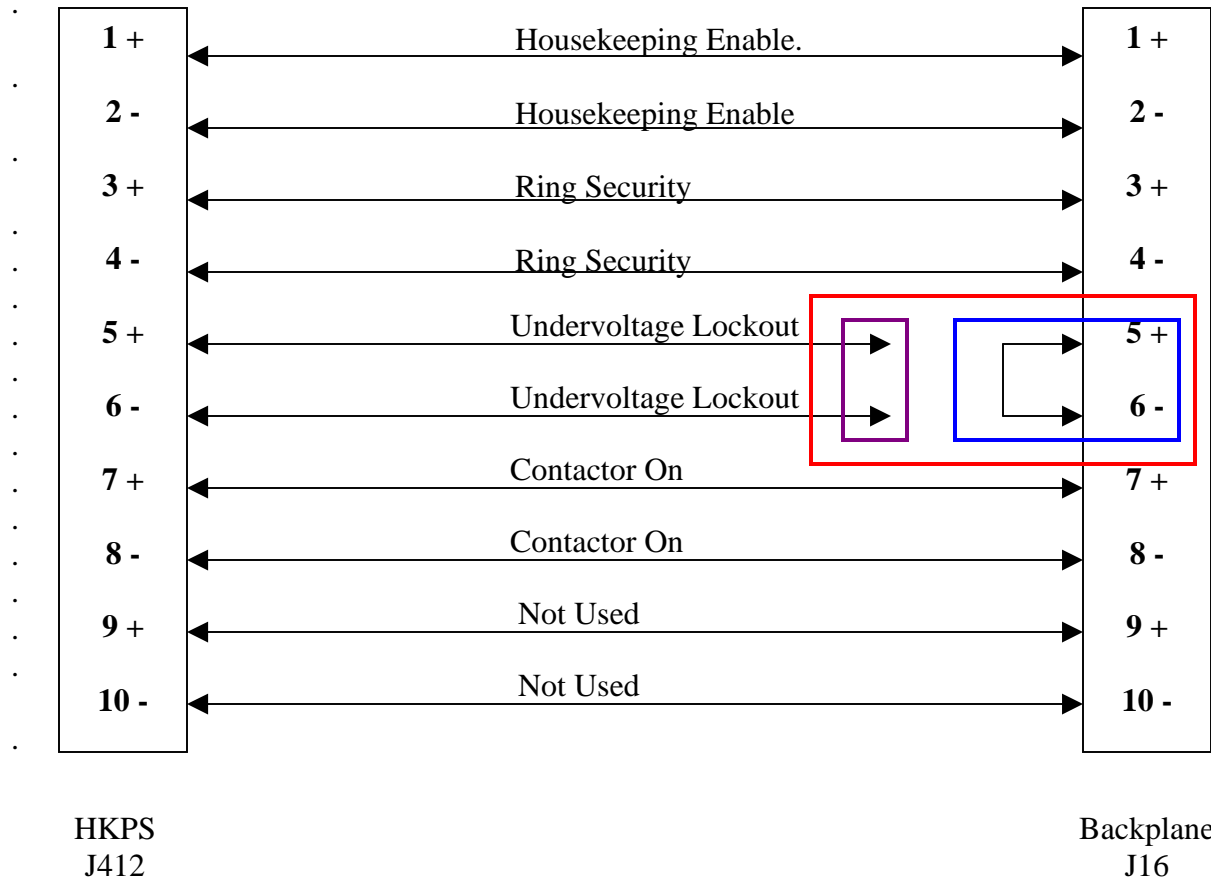 1 + Housekeeping Enable. 1 +
2 - Housekeeping Enable 2 -
3 + Ring Security 3 +
4 - Ring Security 4 -
5 + Undervoltage Lockout 5 +
6 - Undervoltage Lockout 6 -
7 + Contactor On 7 +
8 - Contactor On 8 -
9 + Not Used 9 +
10 - Not Used 10 -
HKPS Backplane
J412 J16